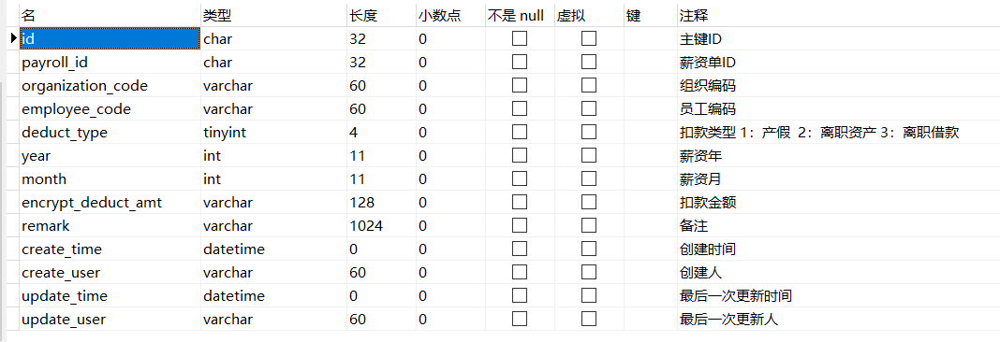 名 类型 长度 小数点 不是 null 虚拟 键 注释
id char 32 0 主键ID
payroll_id char 32 0 薪资单ID
organization_code varchar 60 0 组织编码
employee_code varchar 60 0 员工编码
deduct_type tinyint 4 0 扣款类型 1：产假 2：离职资产 3：离职借款
year int 11 0 薪资年
month int 11 0 薪资月
encrypt_deduct_amt varchar 128 0 扣款金额
remark varchar 1024 0 备注
create_time datetime 0 0 创建时间
create_user varchar 60 0 创建人
update_time datetime 0 0 最后一次更新时间
update_user varchar 60 0 最后一次更新人